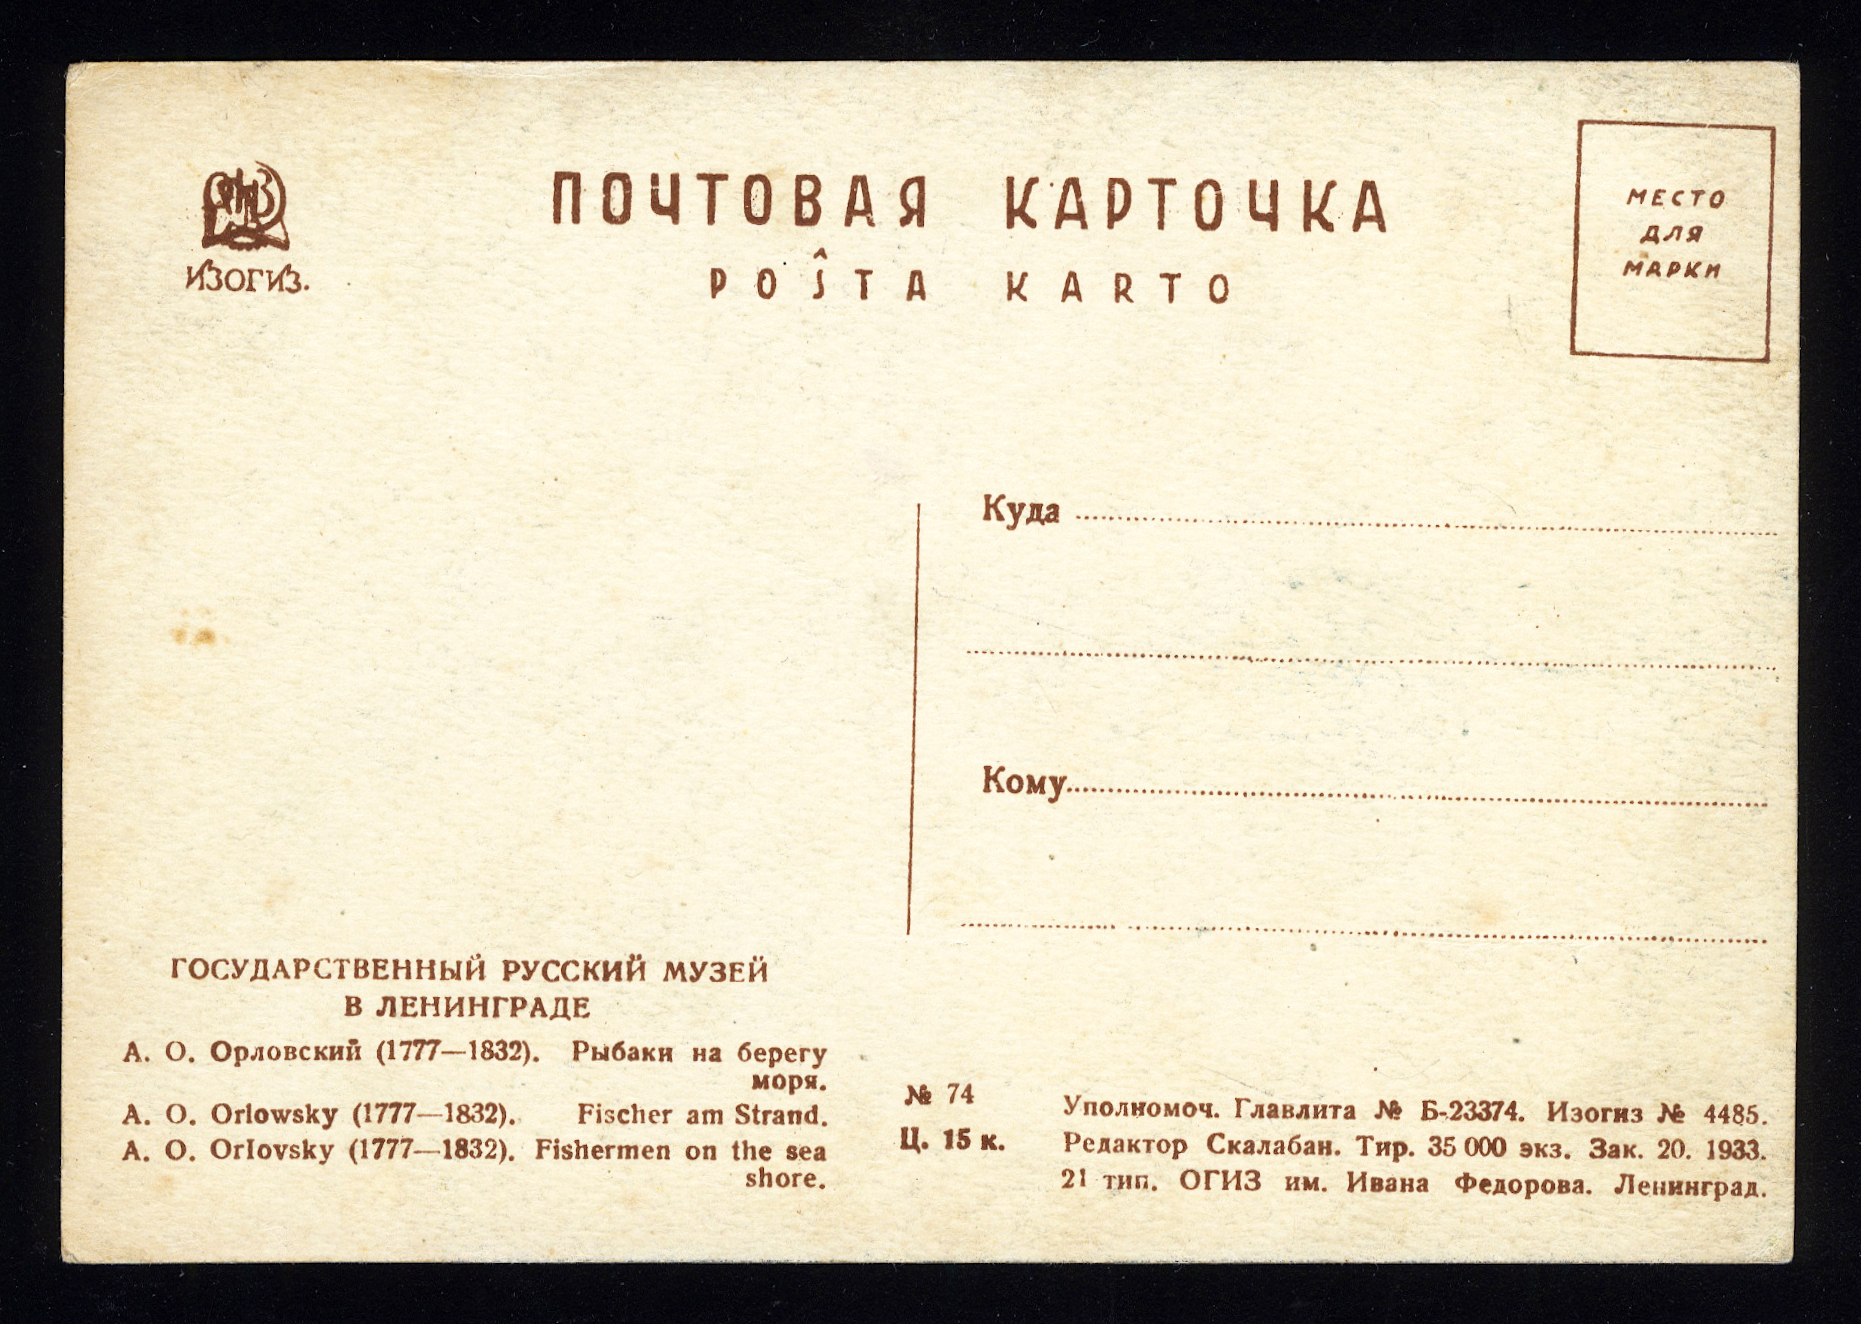 ИЗОГИЗ.
ПОЧТОВАЯ КАРТОЧКА
POŜTA KARTO
МЕСТО
ДЛЯ
МАРКИ
Куда
Кому
ГОСУДАРСТВЕННЫЙ РУССКИЙ МУЗЕЙ
В ЛЕНИНГРАДЕ
А. О. Орловский (1777—1832). Рыбаки на берегу
моря.
A. O. Orlowsky (1777—1832). Fischer am Strand.
A. O. Orlovsky (1777—1832). Fishermen on the sea
shore.
№ 74
Ц. 15 к.
Уполномоч. Главлита № Б-23374. Изогиз № 4485.
Редактор Скалабан. Тир. 35 000 экз. Зак. 20. 1933.
21 тип. ОГИЗ им. Ивана Федорова. Ленинград.